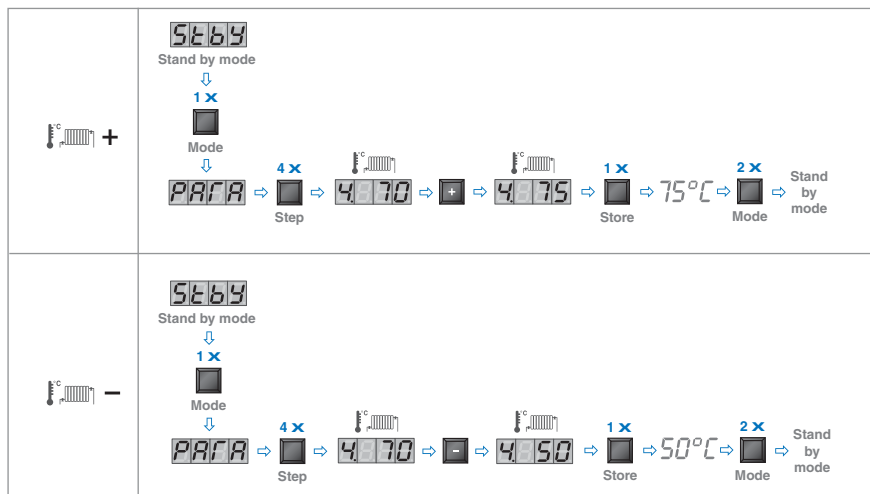 Stby
Stand by mode
1 x
Mode
°C
+
4 x
°C
°C
1 x
2 x
PARA
4. 70
+
4. 75
75°C
Stand
by
mode
Step
Store
Mode
Stby
Stand by mode
1 x
Mode
°C
−
4 x
°C
°C
1 x
2 x
PARA
4. 70
-
4. 50
50°C
Stand
by
mode
Step
Store
Mode